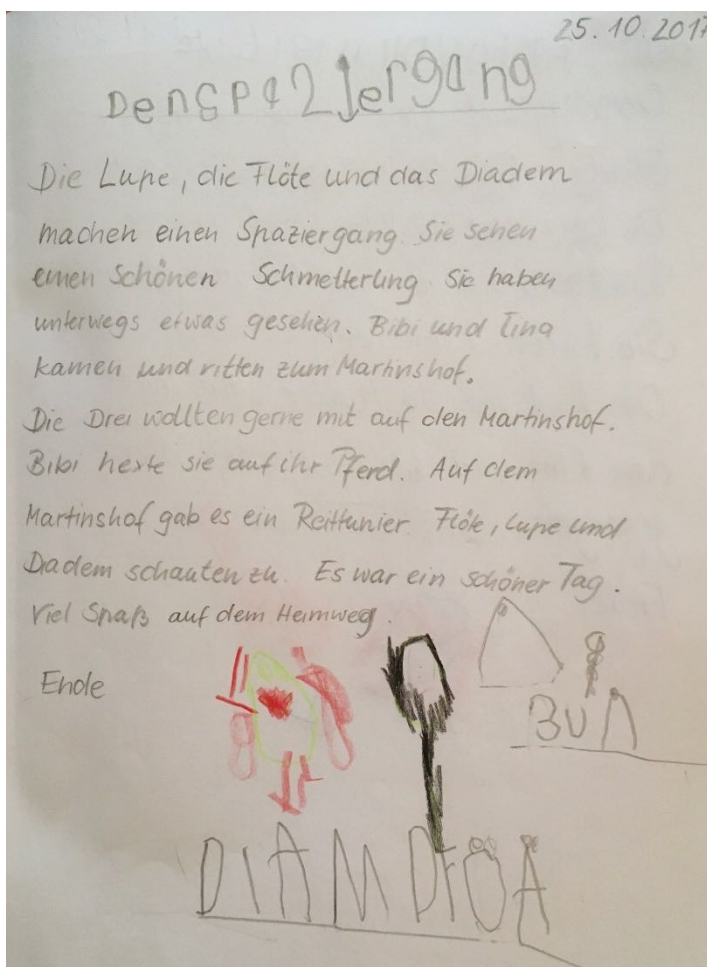 25.10.2017
Denspaziergang
Die Lupe, die Flöte und das Diadem
machen einen Spaziergang. Sie sehen
einen schönen Schmetterling. Sie haben
unterwegs etwas gesehen. Bibi und Tina
kamen und ritten zum Martinshof.
Die Drei wollten gerne mit auf den Martinshof.
Bibi hexte sie auf ihr Pferd. Auf dem
Martinshof gab es ein Reittunier. Flöte, Lupe und
Diadem schauten zu. Es war ein schöner Tag.
Viel Spaß auf dem Heimweg.
Ende
BUA
DIAMDFÖA